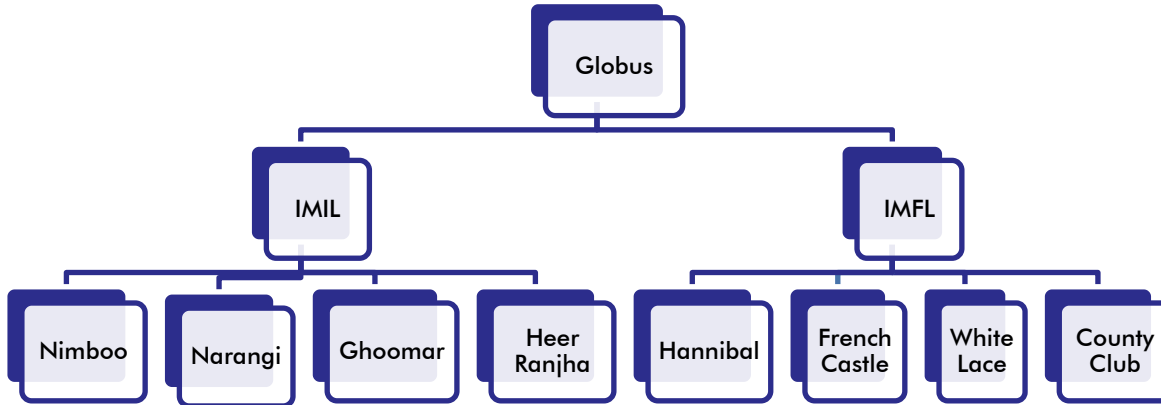 Globus
IMIL
IMFL
Nimboo
Narangi
Ghoomar
Heer
Ranjha
Hannibal
French
Castle
White
Lace
County
Club